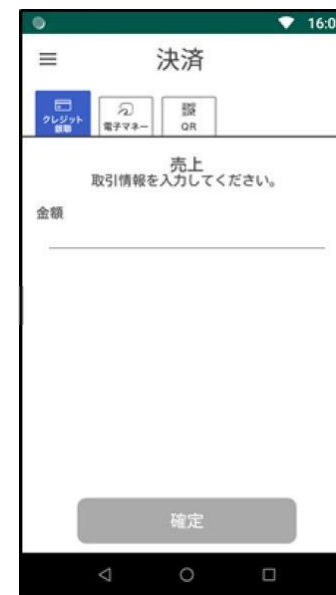 16:0
決済
クレジット
銀聯
電子マネー
QR
売上
取引情報を入力してください。
金額
確定